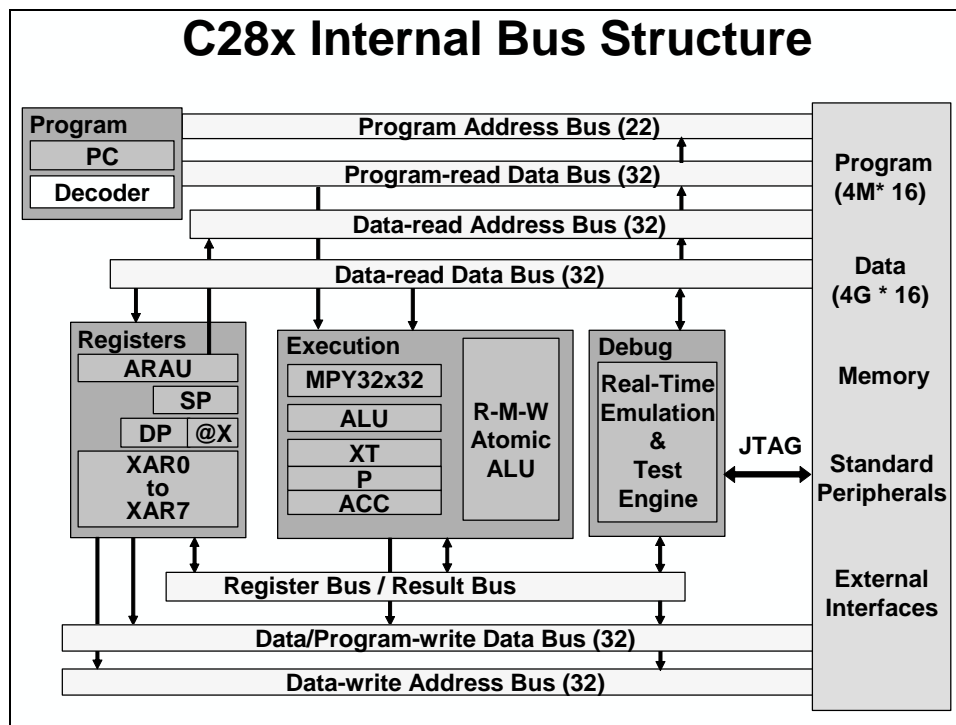 C28x Internal Bus Structure
Program
PC
Decoder
Program Address Bus (22)
Program-read Data Bus (32)
Data-read Address Bus (32)
Data-read Data Bus (32)
Program
(4M* 16)
Data
(4G * 16)
Memory
Standard
Peripherals
External
Interfaces
Registers
ARAU
SP
DP
@X
XAR0
to
XAR7
Execution
MPY32x32
ALU
XT
P
ACC
R-M-W
Atomic
ALU
Debug
Real-Time
Emulation
&
Test
Engine
JTAG
Register Bus / Result Bus
Data/Program-write Data Bus (32)
Data-write Address Bus (32)